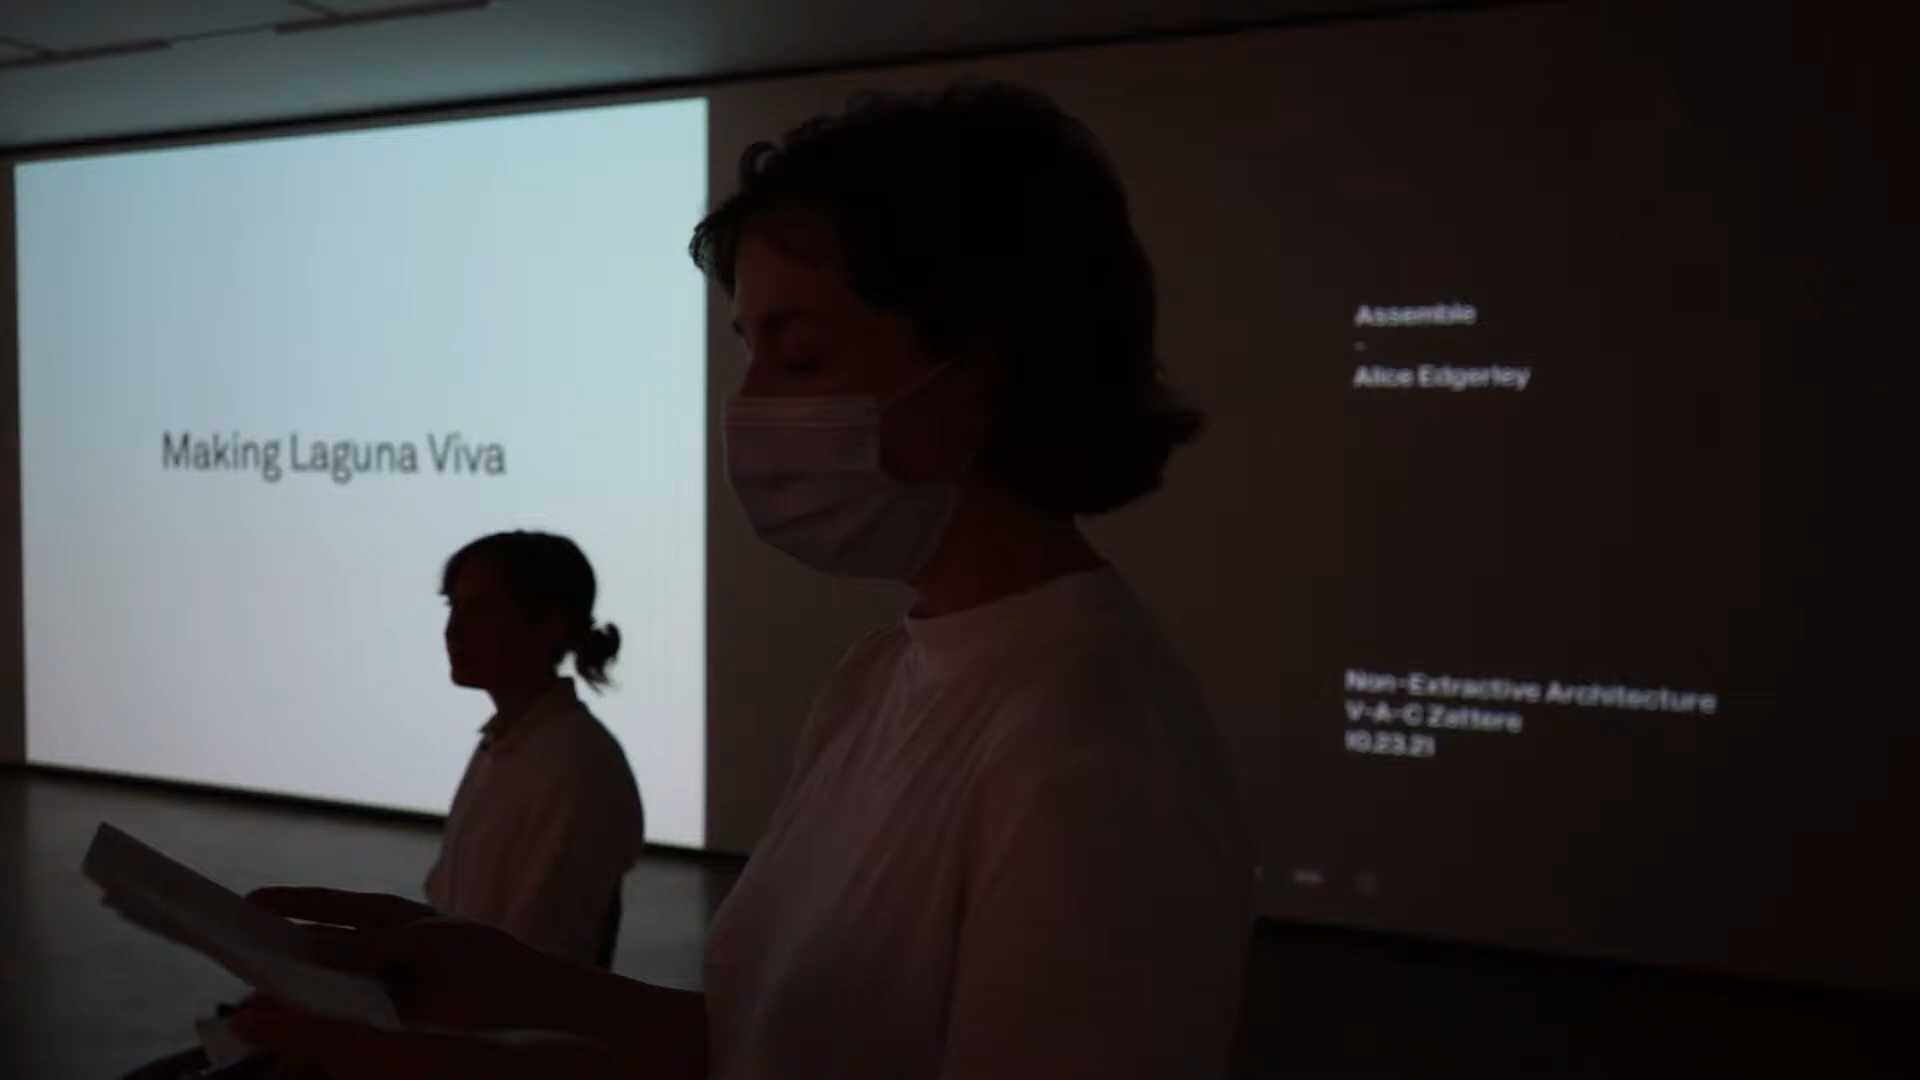 Making Laguna Viva
Assemble
-
Alice Edgerley
Non-Extractive Architecture
V-A-C Zattere
10.23.21